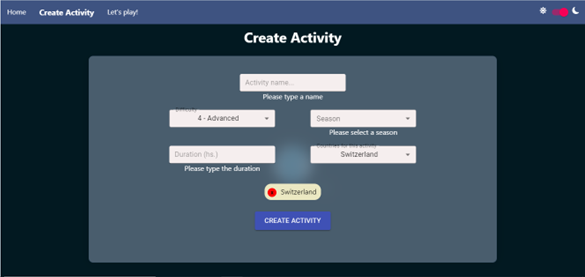 Home Create Activity Let's play!
Create Activity
Activity name...
Please type a name
Difficulty
4 - Advanced
Season
Please select a season
Duration (hs.)
Please type the duration
Countries for this activity
Switzerland
Switzerland
CREATE ACTIVITY